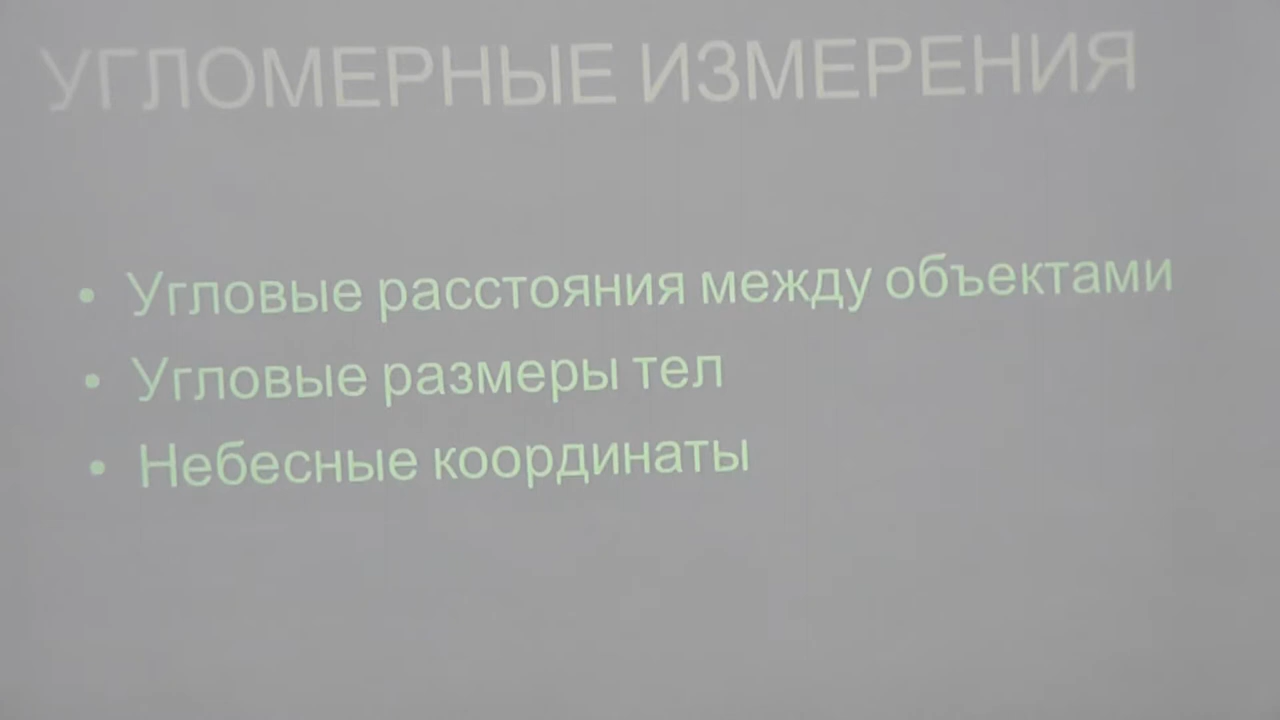 УГЛОМЕРНЫЕ ИЗМЕРЕНИЯ
• Угловые расстояния между объектами
• Угловые размеры тел
• Небесные координаты